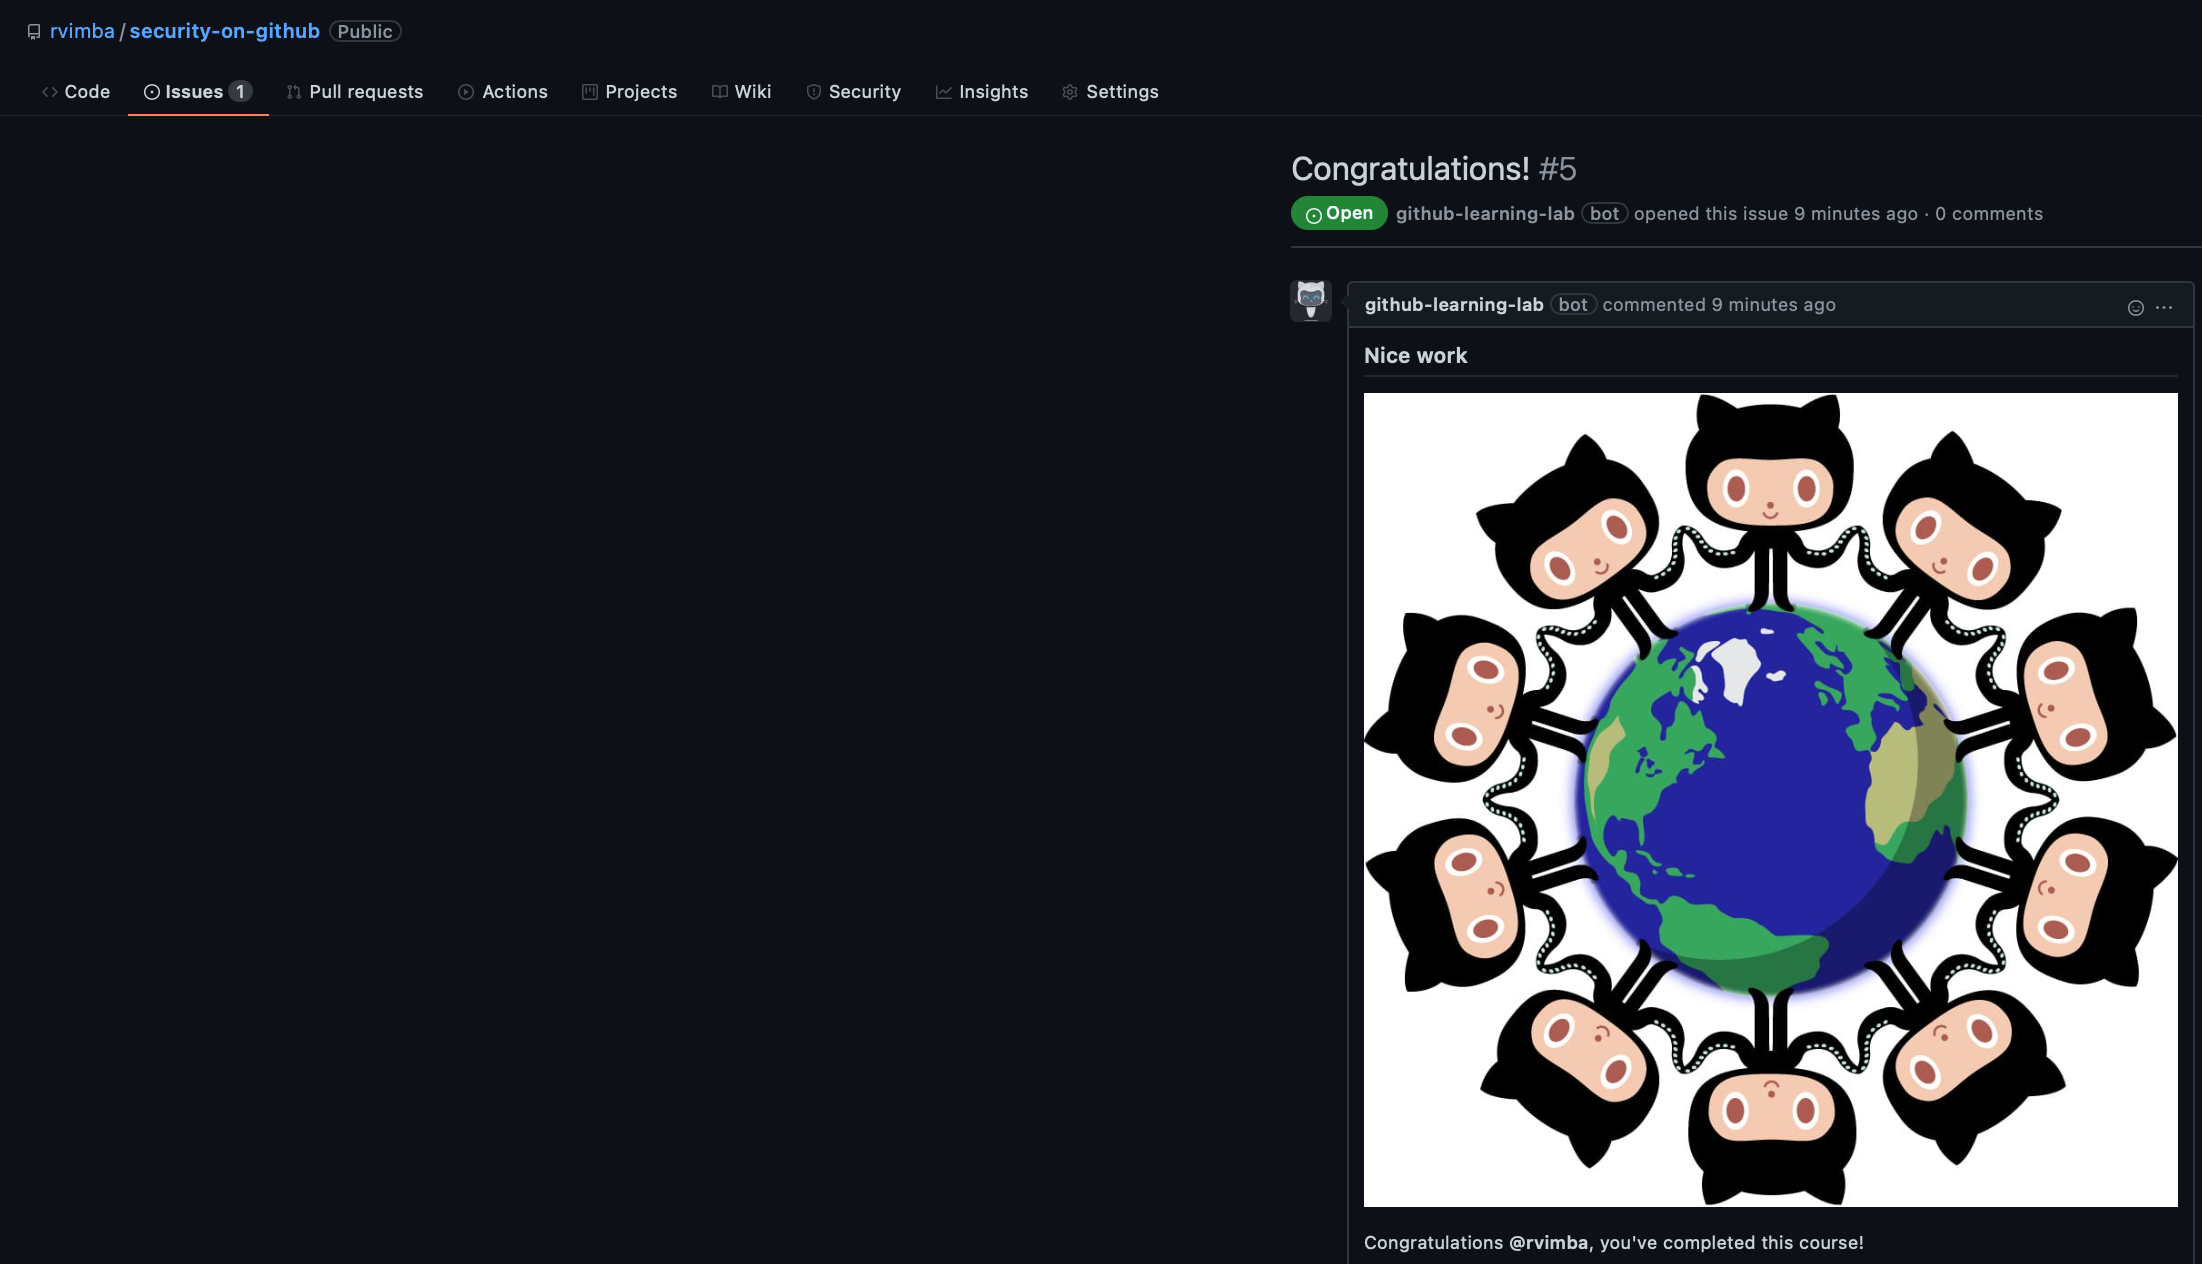 rvimba / security-on-github Public
Code Issues 1 Pull requests Actions Projects Wiki Security Insights Settings
Congratulations! #5
Open github-learning-lab bot opened this issue 9 minutes ago · 0 comments
github-learning-lab bot commented 9 minutes ago
Nice work
Congratulations @rvimba, you've completed this course!